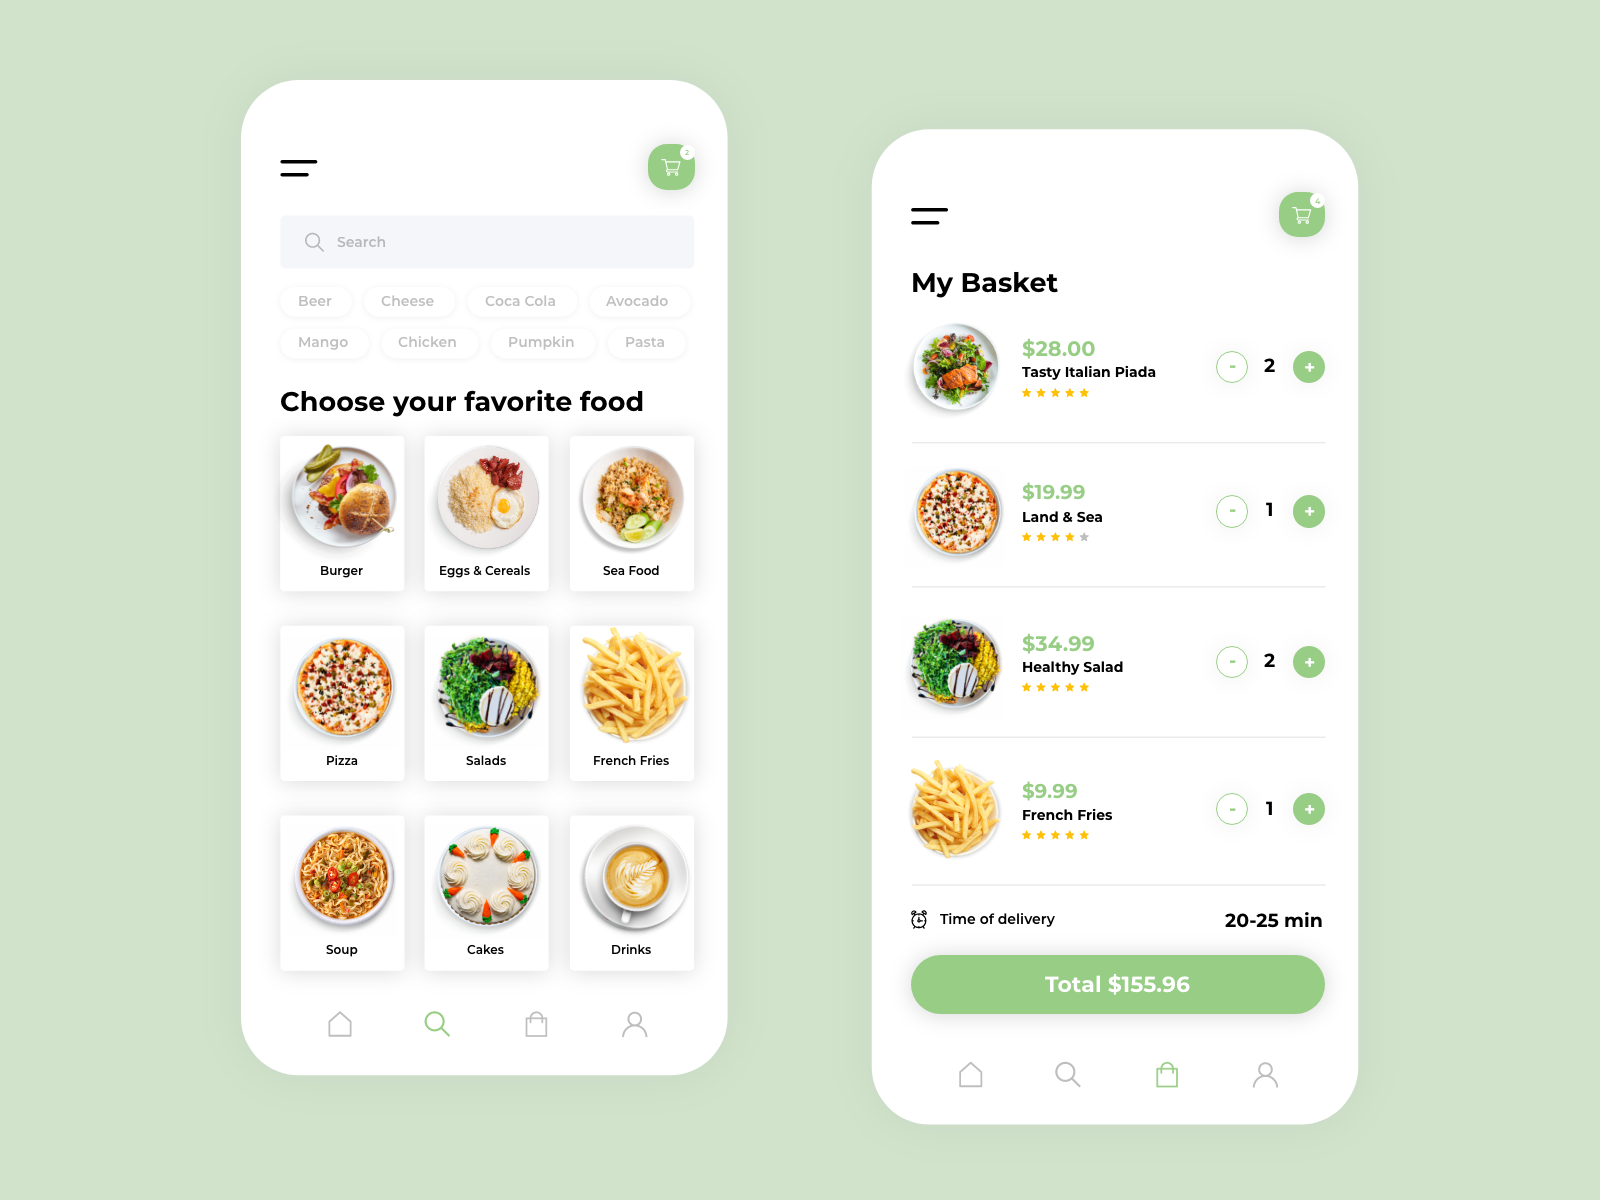 2
Search
Beer Cheese Coca Cola Avocado
Mango Chicken Pumpkin Pasta
Choose your favorite food
Burger Eggs & Cereals Sea Food
Pizza Salads French Fries
Soup Cakes Drinks
4
My Basket
$28.00
Tasty Italian Piada
- 2 +
$19.99
Land & Sea
- 1 +
$34.99
Healthy Salad
- 2 +
$9.99
French Fries
- 1 +
Time of delivery 20-25 min
Total $155.96